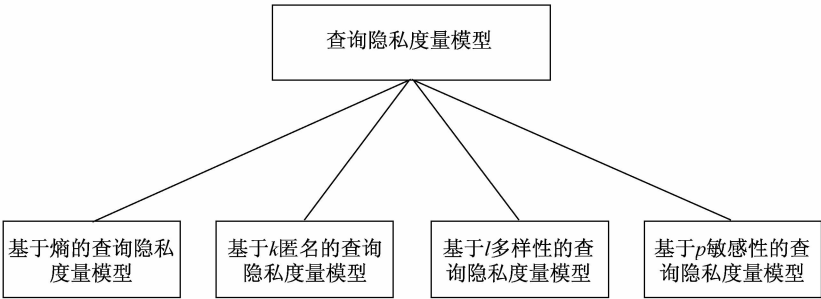 查询隐私度量模型
基于熵的查询隐私
度量模型
基于k匿名的查询
隐私度量模型
基于l多样性的查
询隐私度量模型
基于p敏感性的查
询隐私度量模型